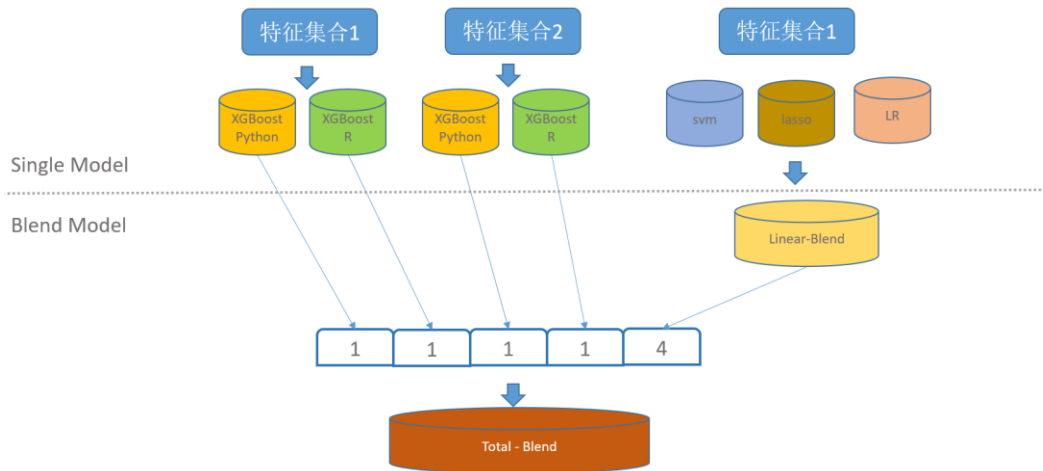 特征集合1
特征集合2
特征集合1
XGBoost
Python
XGBoost
R
XGBoost
Python
XGBoost
R
svm
lasso
LR
Single Model
Blend Model
Linear-Blend
1
1
1
1
4
Total - Blend